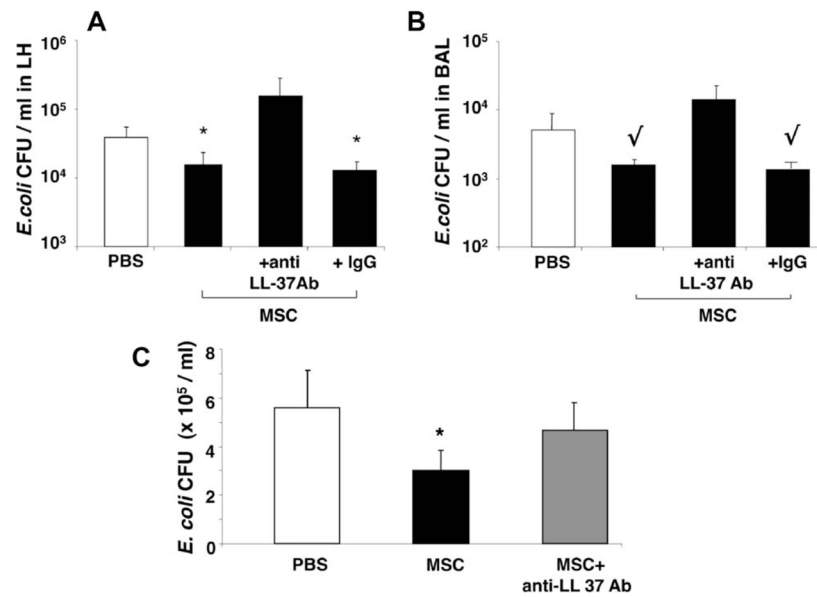 A
E.coli CFU / ml in LH
10⁶
10⁵
10⁴
10³
*
*
PBS
+anti
LL-37Ab
+ IgG
MSC
B
E.coli CFU / ml in BAL
10⁵
10⁴
10³
10²
√
√
PBS
+anti
LL-37 Ab
+IgG
MSC
C
E. coli CFU (x 10⁵ / ml)
8
6
4
2
0
*
PBS
MSC
MSC+
anti-LL 37 Ab